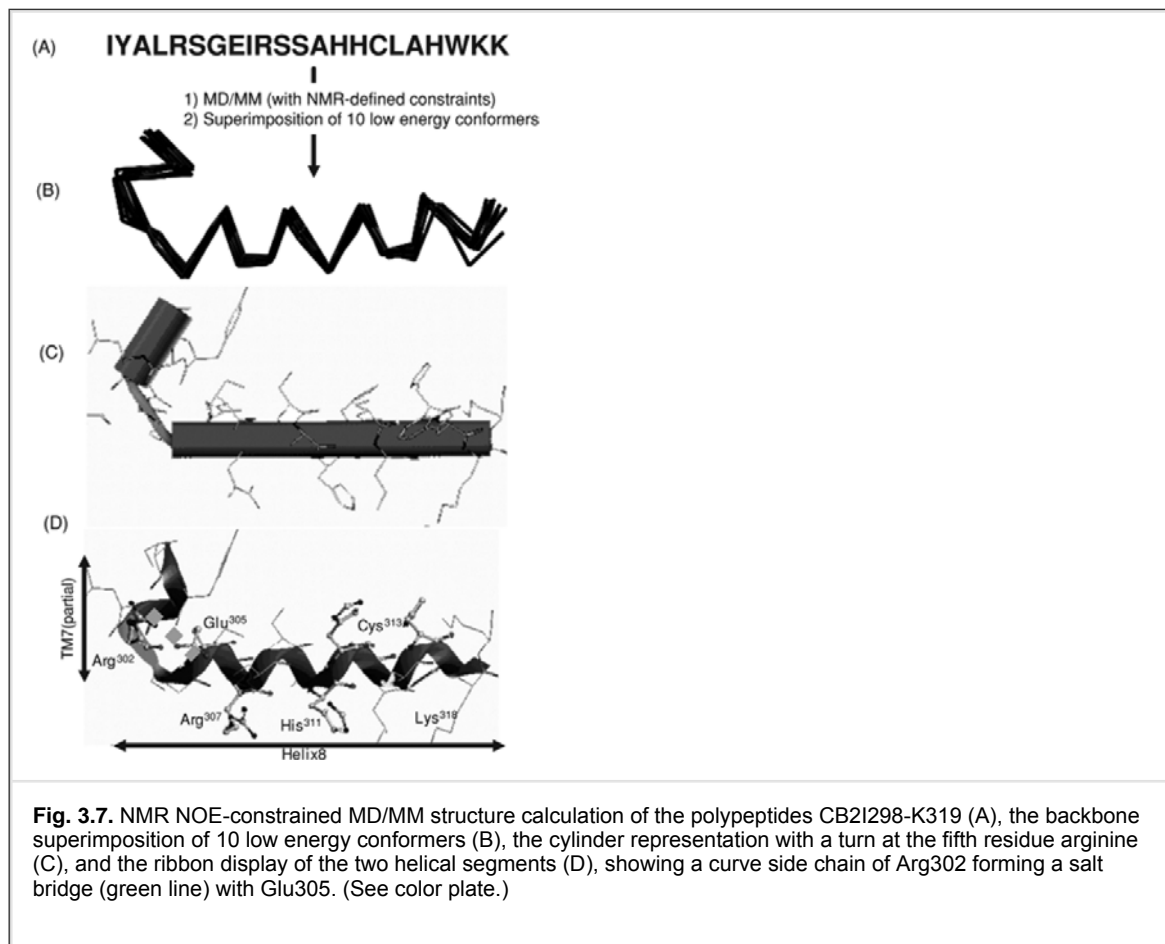 (A)
IYALRSGEIRSSAHHCLAHWKK
1) MD/MM (with NMR-defined constraints)
2) Superimposition of 10 low energy conformers
(B)
(C)
(D)
TM7(partial)
Glu305
Cys313
Arg302
Arg307
His311
Lys318
Helix8
Fig. 3.7. NMR NOE-constrained MD/MM structure calculation of the polypeptides CB2I298-K319 (A), the backbone
superimposition of 10 low energy conformers (B), the cylinder representation with a turn at the fifth residue arginine
(C), and the ribbon display of the two helical segments (D), showing a curve side chain of Arg302 forming a salt
bridge (green line) with Glu305. (See color plate.)